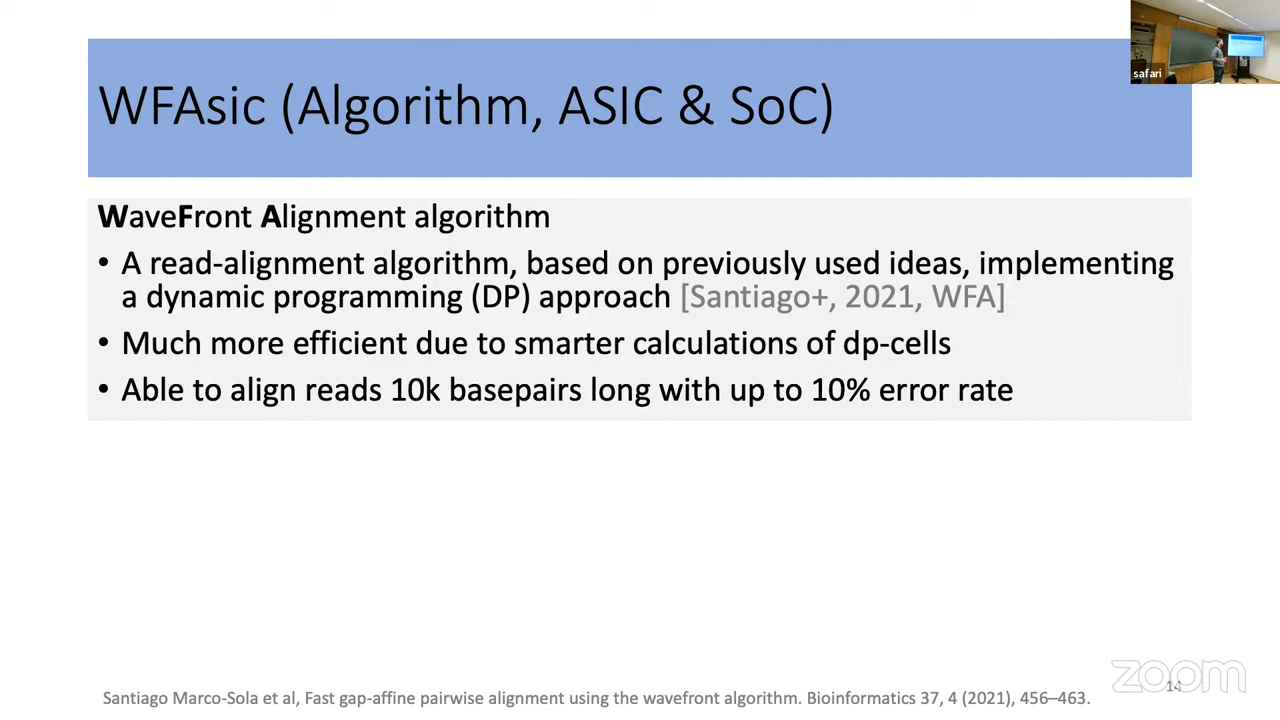 safari
WFAsic (Algorithm, ASIC & SoC)
WaveFront Alignment algorithm
• A read-alignment algorithm, based on previously used ideas, implementing
a dynamic programming (DP) approach [Santiago+, 2021, WFA]
• Much more efficient due to smarter calculations of dp-cells
• Able to align reads 10k basepairs long with up to 10% error rate
zoom
14
Santiago Marco-Sola et al, Fast gap-affine pairwise alignment using the wavefront algorithm. Bioinformatics 37, 4 (2021), 456–463.